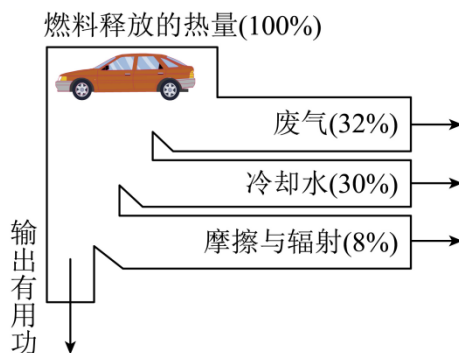 燃料释放的热量(100%)
废气(32%)
冷却水(30%)
摩擦与辐射(8%)
输出有用功